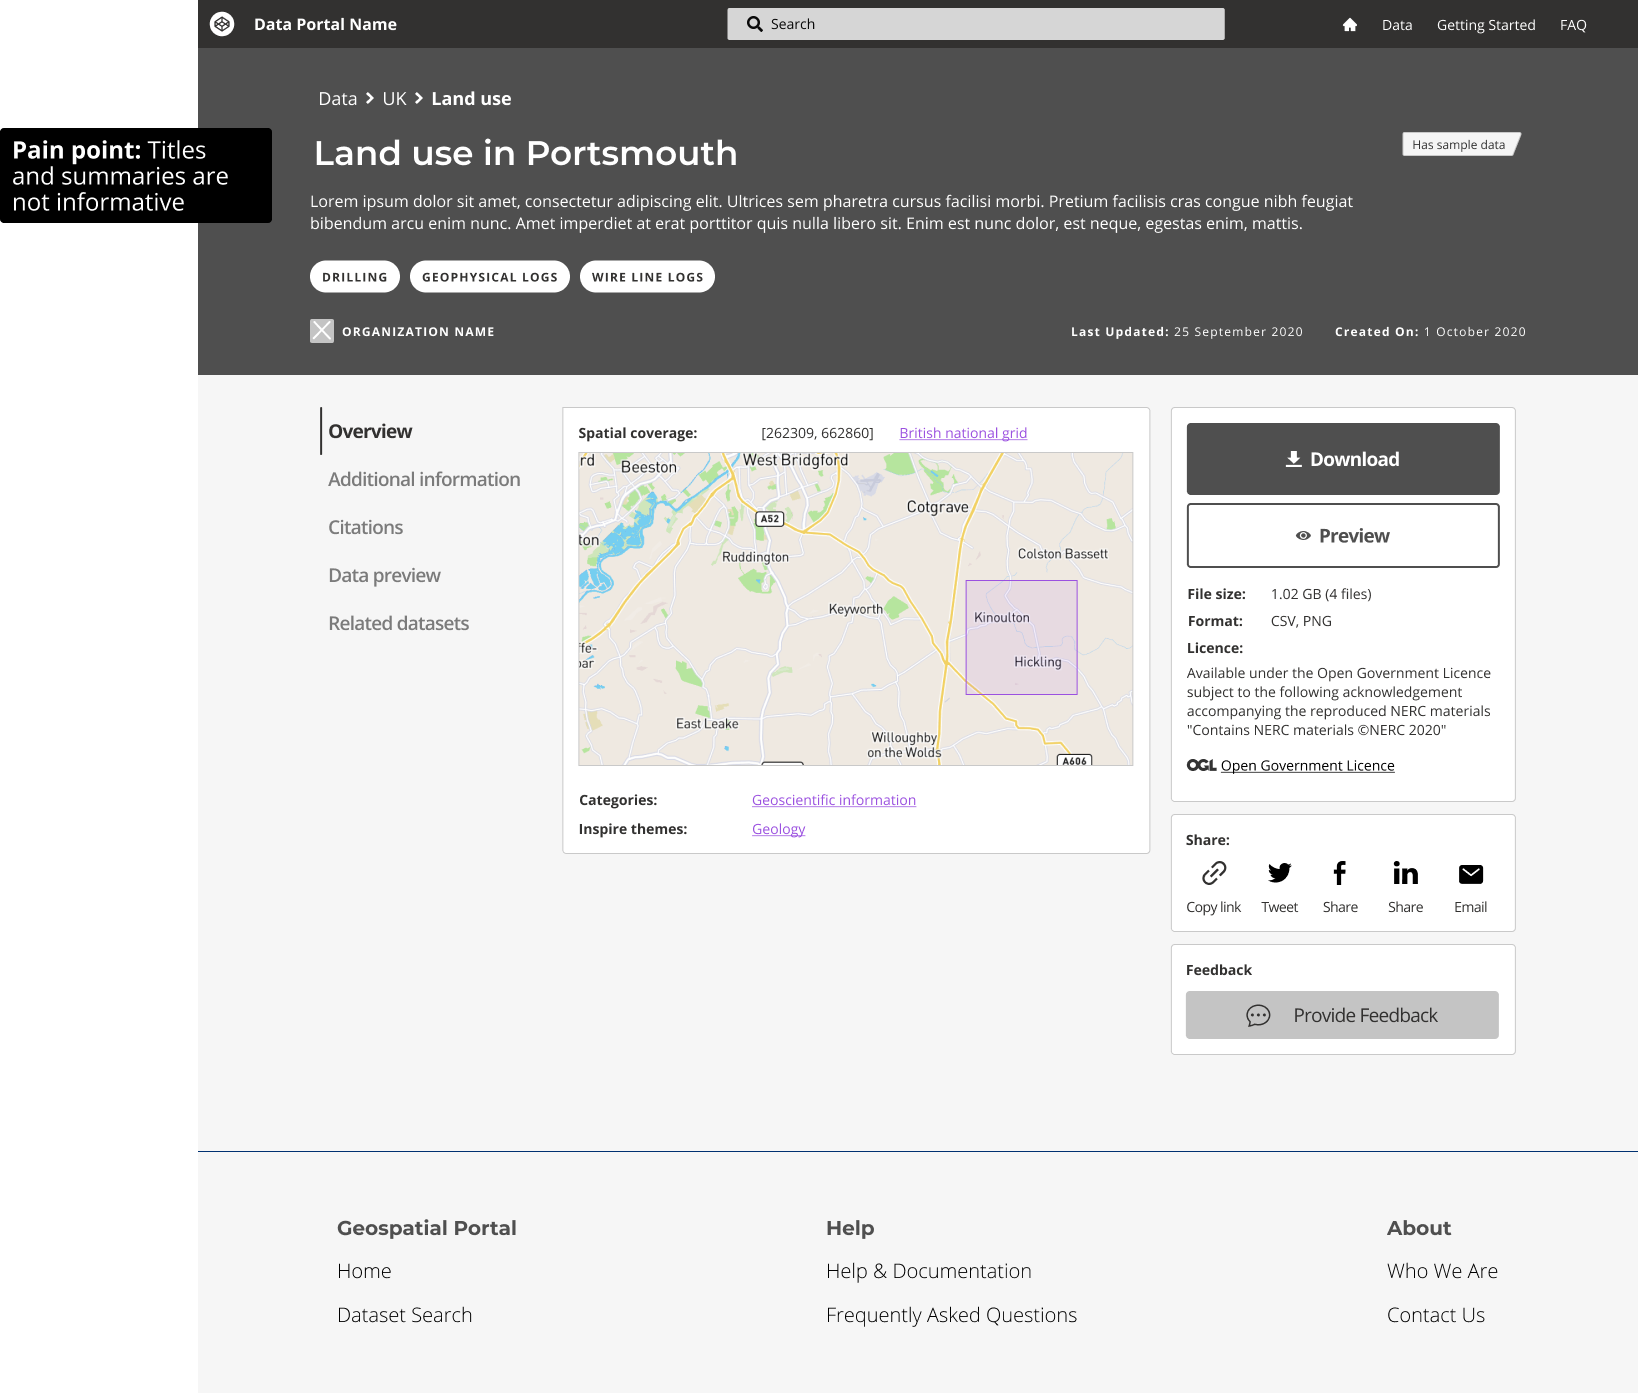 Data Portal Name
Search
Data
Getting Started
FAQ
Data
UK
Land use
Pain point: Titles
and summaries are
not informative
Land use in Portsmouth
Has sample data
Lorem ipsum dolor sit amet, consectetur adipiscing elit. Ultrices sem pharetra cursus facilisi morbi. Pretium facilisis cras congue nibh feugiat
bibendum arcu enim nunc. Amet imperdiet at erat porttitor quis nulla libero sit. Enim est nunc dolor, est neque, egestas enim, mattis.
DRILLING
GEOPHYSICAL LOGS
WIRE LINE LOGS
ORGANIZATION NAME
Last Updated: 25 September 2020
Created On: 1 October 2020
Overview
Additional information
Citations
Data preview
Related datasets
Spatial coverage:
[262309, 662860]
British national grid
rd
Beeston
West Bridgford
Cotgrave
A52
ton
Ruddington
Colston Bassett
Keyworth
Kinoulton
ffe-
bar
Hickling
East Leake
Willoughby
on the Wolds
A606
Categories:
Geoscientific information
Inspire themes:
Geology
Download
Preview
File size: 1.02 GB (4 files)
Format: CSV, PNG
Licence:
Available under the Open Government Licence
subject to the following acknowledgement
accompanying the reproduced NERC materials
"Contains NERC materials ©NERC 2020"
OGL Open Government Licence
Share:
Copy link
Tweet
Share
Share
Email
Feedback
Provide Feedback
Geospatial Portal
Home
Dataset Search
Help
Help & Documentation
Frequently Asked Questions
About
Who We Are
Contact Us